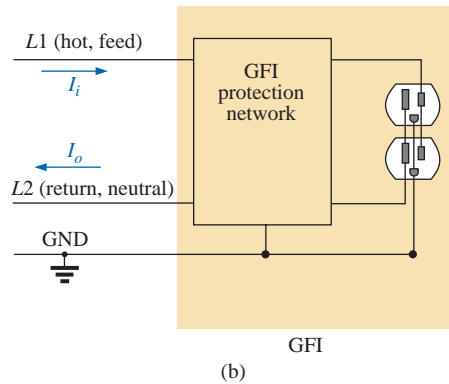 L1 (hot, feed)
Ii
GFI
protection
network
Io
L2 (return, neutral)
GND
GFI
(b)